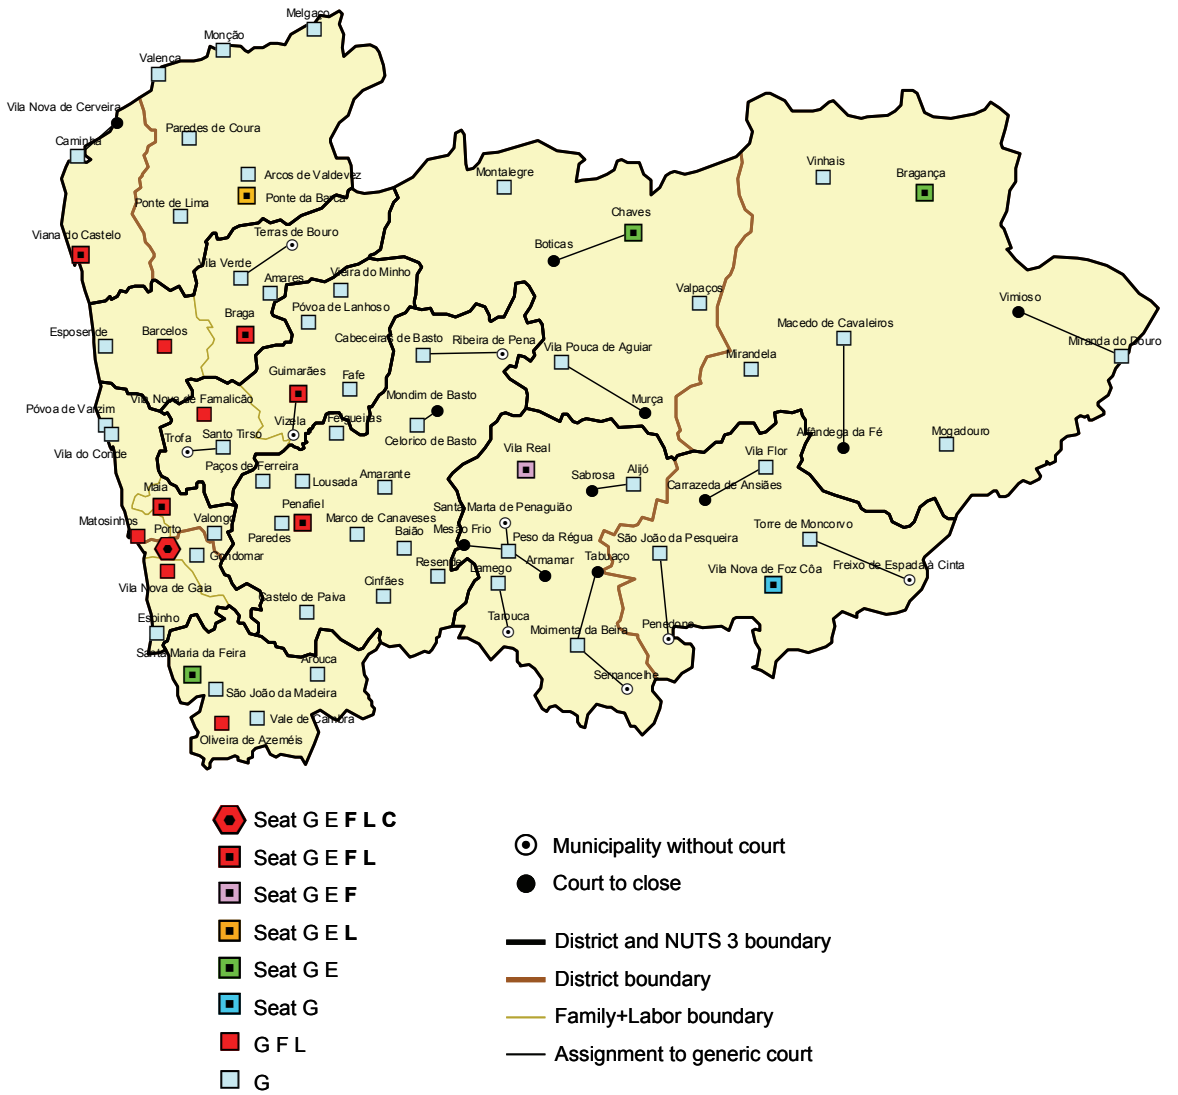 Melgaço
Monção
Valença
Vila Nova de Cerveira
Paredes de Coura
Caminha
Vinhais
Arcos de Valdevez
Montalegre
Bragança
Ponte da Barca
Ponte de Lima
Chaves
Viana do Castelo
Terras de Bouro
Boticas
Vila Verde
Vieira do Minho
Amares
Valpaços
Vimioso
Póvoa de Lanhoso
Braga
Macedo de Cavaleiros
Esposende
Barcelos
Cabeceiras de Basto
Ribeira de Pena
Vila Pouca de Aguiar
Miranda do Douro
Mirandela
Guimarães
Fafe
Mondim de Basto
Vila Nova de Famalicão
Murça
Póvoa de Varzim
Vizela
Felgueiras
Trofa
Santo Tirso
Celorico de Basto
Alfândega da Fé
Mogadouro
Vila do Conde
Vila Real
Vila Flor
Paços de Ferreira
Lousada
Amarante
Sabrosa
Alijó
Carrazeda de Ansiães
Maia
Penafiel
Santa Marta de Penaguião
Matosinhos
Porto
Valongo
Paredes
Marco de Canaveses
Mesão Frio
Baião
Peso da Régua
São João da Pesqueira
Torre de Moncorvo
Gondomar
Resende
Lamego
Armamar
Tabuaço
Vila Nova de Foz Côa
Freixo de Espada à Cinta
Vila Nova de Gaia
Cinfães
Castelo de Paiva
Espinho
Tarouca
Moimenta da Beira
Penedono
Santa Maria da Feira
Arouca
Sernancelhe
São João da Madeira
Vale de Cambra
Oliveira de Azeméis
Seat G E F L C
Seat G E F L
Seat G E F
Seat G E L
Seat G E
Seat G
G F L
G
Municipality without court
Court to close
District and NUTS 3 boundary
District boundary
Family+Labor boundary
Assignment to generic court